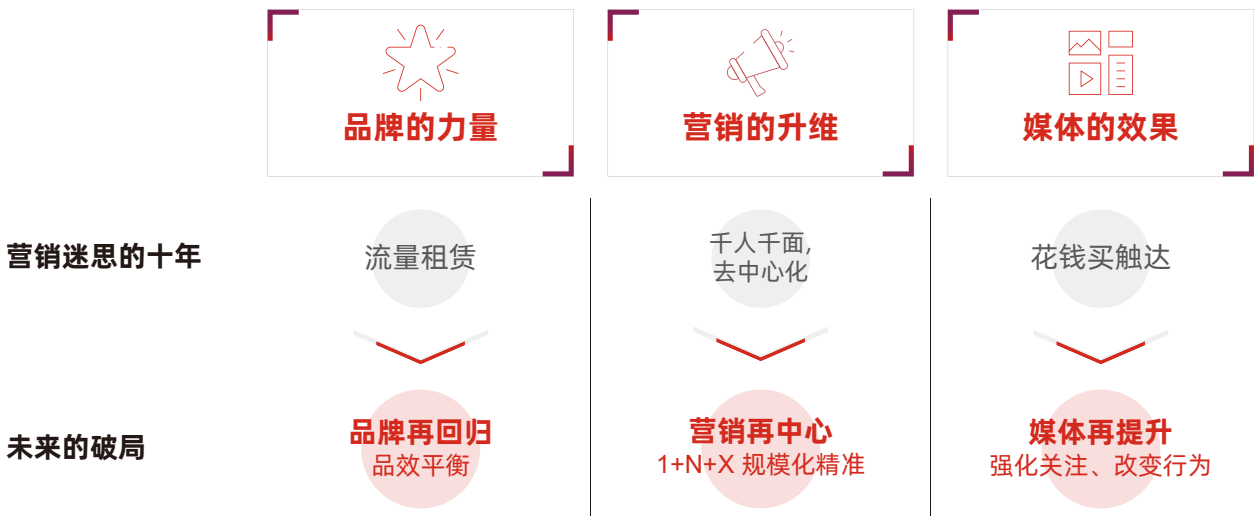 品牌的力量
营销的升维
媒体的效果
营销迷思的十年
流量租赁
千人千面,
去中心化
花钱买触达
未来的破局
品牌再回归
品效平衡
营销再中心
1+N+X 规模化精准
媒体再提升
强化关注、改变行为